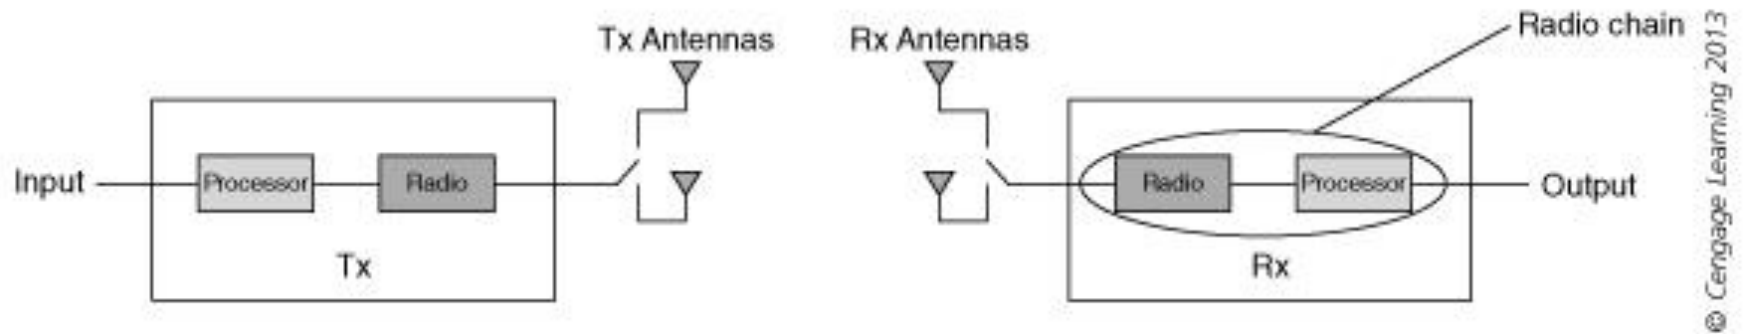 Tx Antennas
Rx Antennas
Radio chain
Input
Processor
Radio
Tx
Radio
Processor
Rx
Output
© Cengage Learning 2013